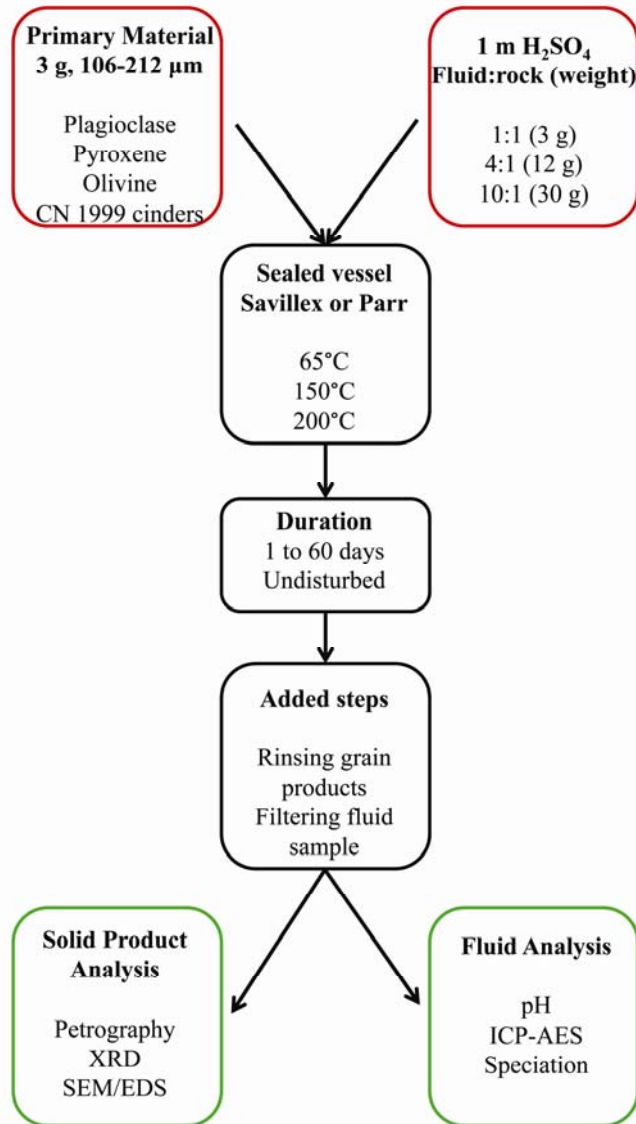 Primary Material
3 g, 106-212 µm
Plagioclase
Pyroxene
Olivine
CN 1999 cinders
1 m H₂SO₄
Fluid:rock (weight)
1:1 (3 g)
4:1 (12 g)
10:1 (30 g)
Sealed vessel
Savillex or Parr
65°C
150°C
200°C
Duration
1 to 60 days
Undisturbed
Added steps
Rinsing grain
products
Filtering fluid
sample
Solid Product
Analysis
Petrography
XRD
SEM/EDS
Fluid Analysis
pH
ICP-AES
Speciation